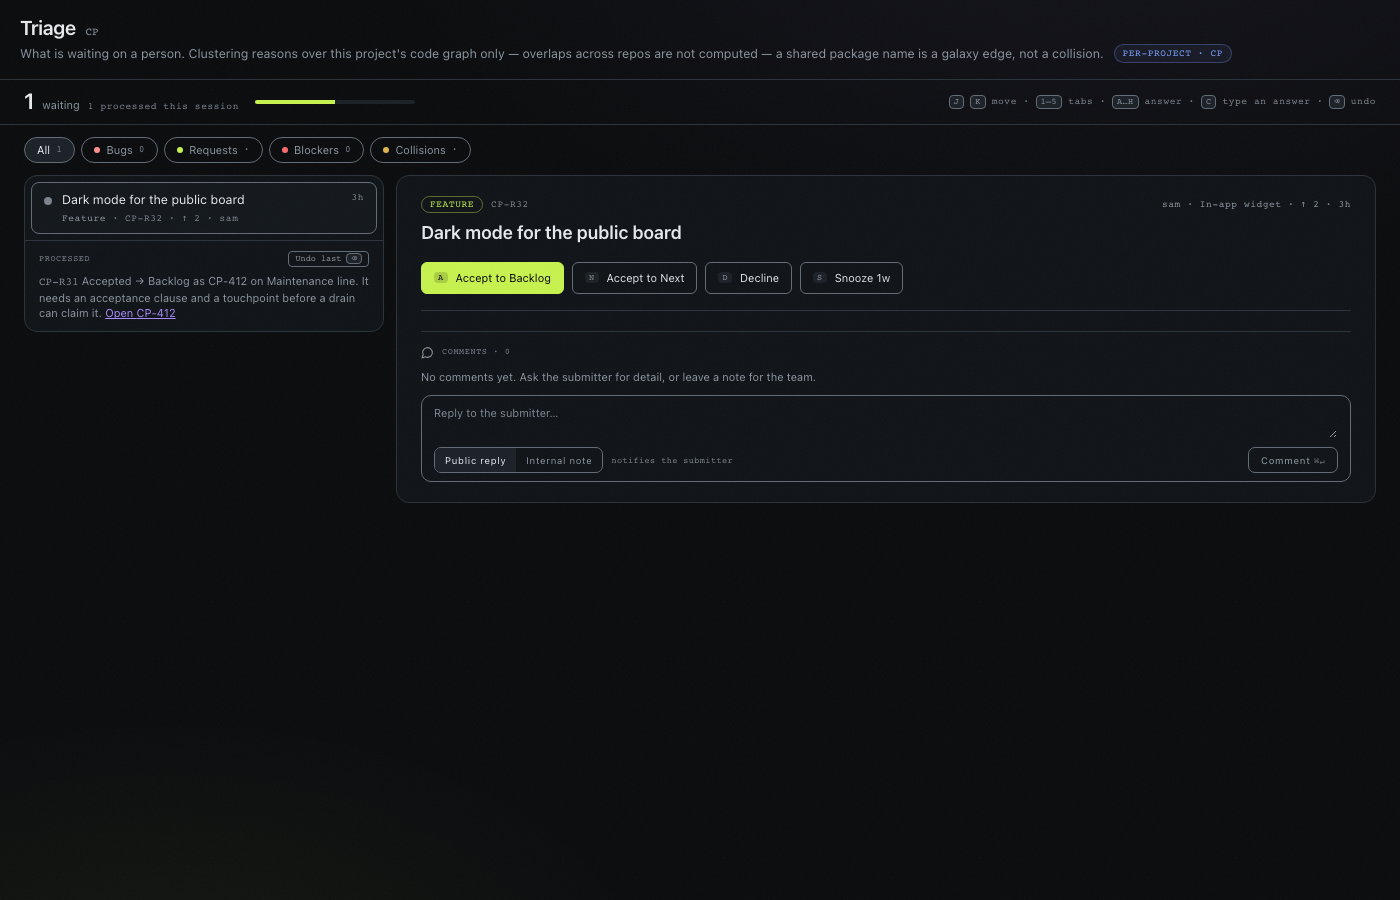 Triage CP
What is waiting on a person. Clustering reasons over this project's code graph only — overlaps across repos are not computed — a shared package name is a galaxy edge, not a collision. PER-PROJECT · CP
1 waiting 1 processed this session
J K move · 1–5 tabs · A…H answer · C type an answer · ⌫ undo
All 1 Bugs 0 Requests · Blockers 0 Collisions ·
Dark mode for the public board 3h
Feature · CP-R32 · ↑ 2 · sam
PROCESSED Undo last ⌫
CP-R31 Accepted → Backlog as CP-412 on Maintenance line. It
needs an acceptance clause and a touchpoint before a drain
can claim it. Open CP-412
FEATURE CP-R32 sam · In-app widget · ↑ 2 · 3h
Dark mode for the public board
A Accept to Backlog ⌘ Accept to Next D Decline S Snooze 1w
COMMENTS · 0
No comments yet. Ask the submitter for detail, or leave a note for the team.
Reply to the submitter…
Public reply Internal note notifies the submitter Comment ⌘↵